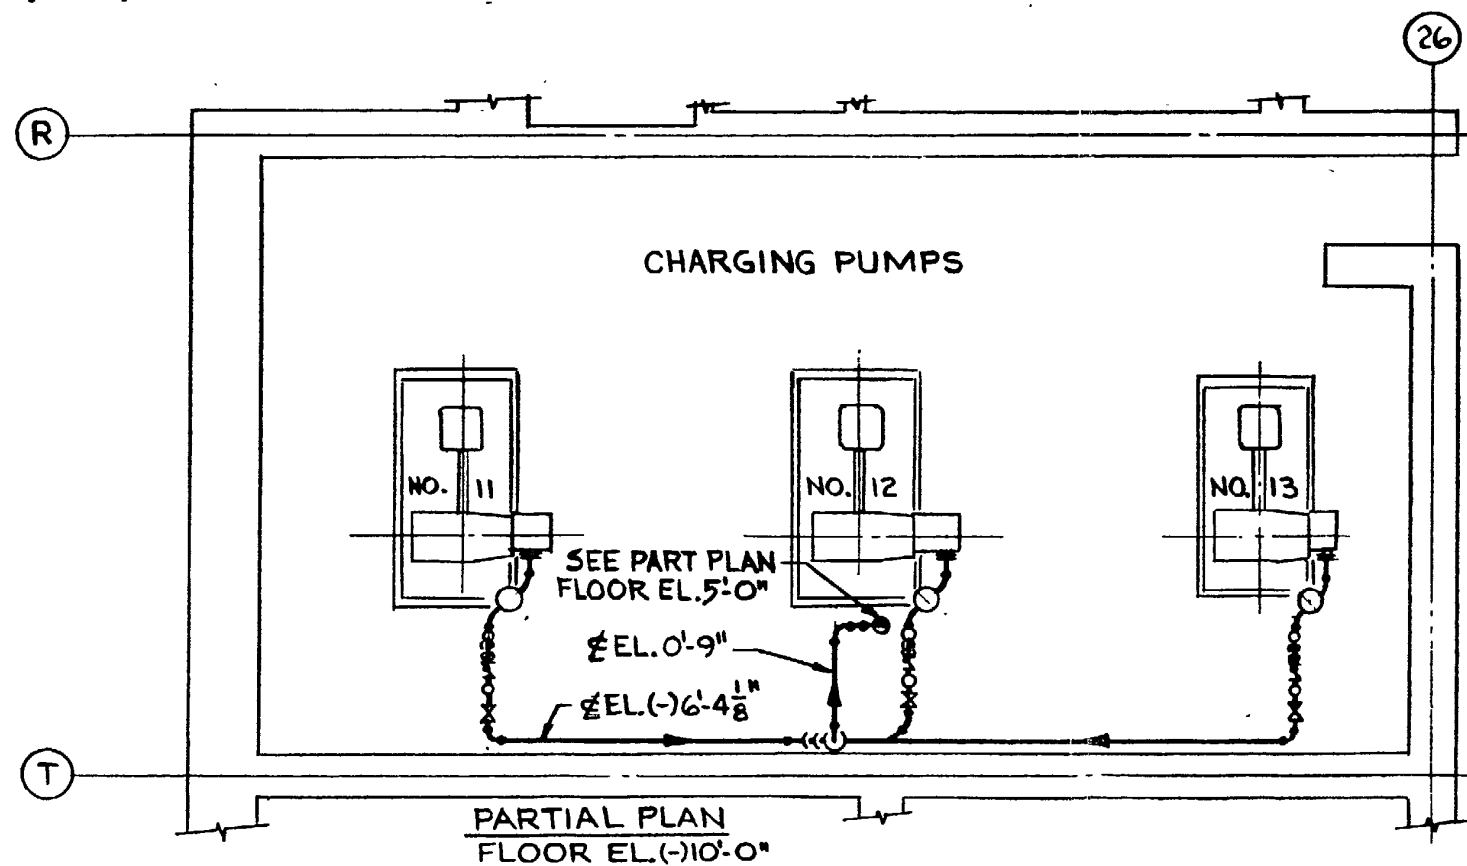 26
R
CHARGING PUMPS
NO. 11
NO. 12
NO. 13
SEE PART PLAN
FLOOR EL.5'-0"
℄ EL.0'-9"
℄ EL.(-)6'-4 1/8"
T
PARTIAL PLAN
FLOOR EL.(-)10'-0"